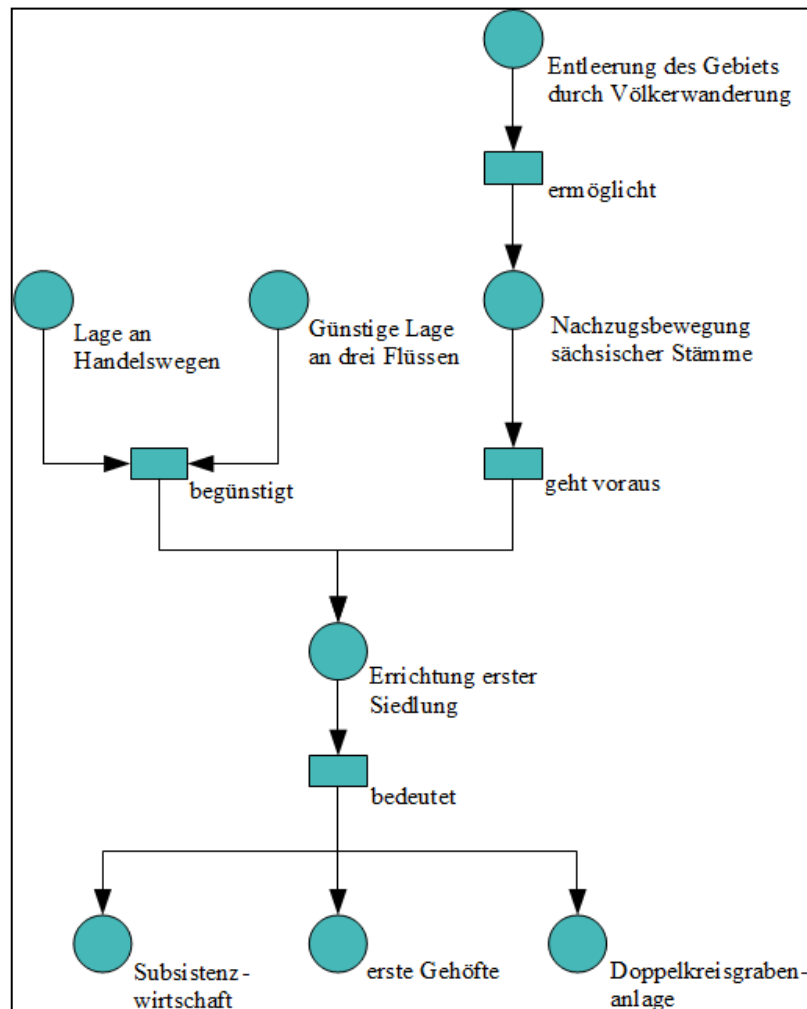 Entleerung des Gebiets
durch Völkerwanderung
ermöglicht
Lage an
Handelswegen
Günstige Lage
an drei Flüssen
Nachzugsbewegung
sächsischer Stämme
begünstigt
geht voraus
Errichtung erster
Siedlung
bedeutet
Subsistenz-
wirtschaft
erste Gehöfte
Doppelkreisgraben-
anlage